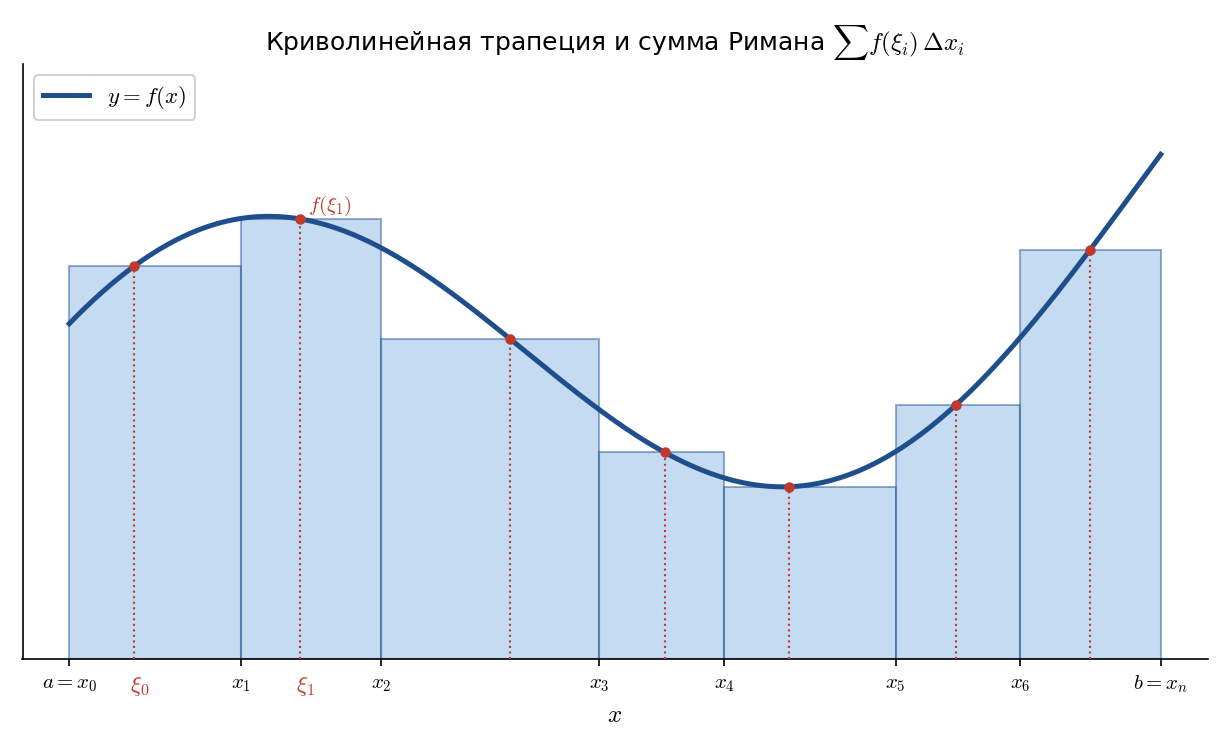 Криволинейная трапеция и сумма Римана ∑f(ξᵢ) Δxᵢ
y = f(x)
f(ξ₁)
a = x₀ ξ₀ x₁ ξ₁ x₂ x₃ x₄ x₅ x₆ b = xₙ
x